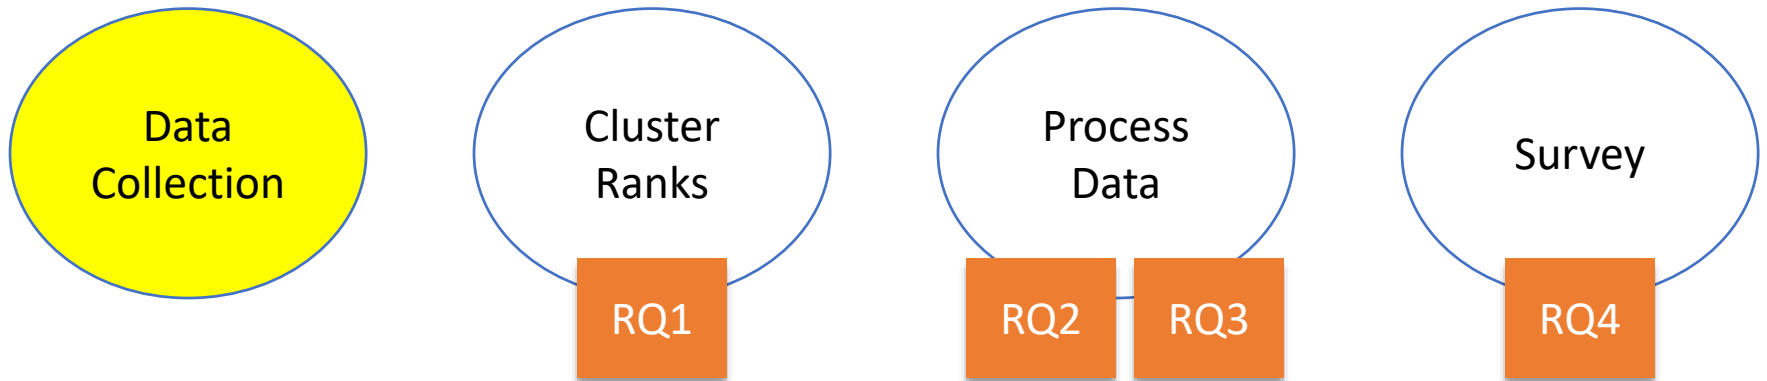 Data
Collection
Cluster
Ranks
Process
Data
Survey
RQ1
RQ2
RQ3
RQ4